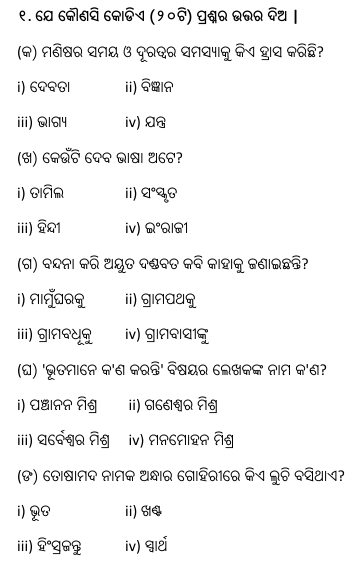 ୧. ଯେ କୌଣସି କୋଡିଏ (୨୦ଟି) ପ୍ରଶ୍ନର ଉତ୍ତର ଦିଅ |
(କ) ମଣିଷର ସମୟ ଓ ଦୂରତ୍ୱର ସମସ୍ୟାକୁ କିଏ ହ୍ରାସ କରିଛି?
i) ଦେବତା ii) ବିଜ୍ଞାନ
iii) ଭାଗ୍ୟ iv) ଯନ୍ତ୍ର
(ଖ) କେଉଁଟି ଦେବ ଭାଷା ଅଟେ?
i) ତାମିଲ ii) ସଂସ୍କୃତ
iii) ହିନ୍ଦୀ iv) ଇଂରାଜୀ
(ଗ) ବନ୍ଦନା କରି ଅୟୁତ ଦଣ୍ଡବତ କବି କାହାକୁ ଜଣାଇଛନ୍ତି?
i) ମାମୁଁଘରକୁ ii) ଗ୍ରାମପଥକୁ
iii) ଗ୍ରାମବଧୂକୁ iv) ଗ୍ରାମବାସୀଙ୍କୁ
(ଘ) 'ଭୂତମାନେ କ'ଣ କରନ୍ତି' ବିଷୟର ଲେଖକଙ୍କ ନାମ କ'ଣ?
i) ପଞ୍ଚାନନ ମିଶ୍ର ii) ଗଣେଶ୍ୱର ମିଶ୍ର
iii) ସର୍ବେଶ୍ୱର ମିଶ୍ର iv) ମନମୋହନ ମିଶ୍ର
(ଙ) ତୋଷାମଦ ନାମକ ଅନ୍ଧାର ଗୋହିରୀରେ କିଏ ଲୁଚି ବସିଥାଏ?
i) ଭୂତ ii) ଖଣ୍ଟ
iii) ହିଂସ୍ରଜନ୍ତୁ iv) ସ୍ୱାର୍ଥ